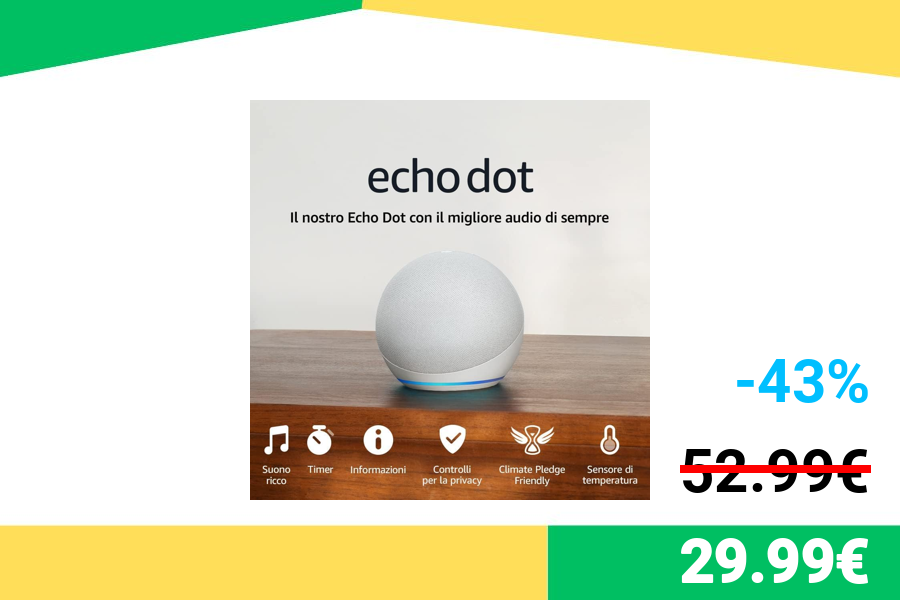 echo dot
Il nostro Echo Dot con il migliore audio di sempre
Suono
ricco
Timer
Informazioni
Controlli
per la privacy
Climate Pledge
Friendly
Sensore di
temperatura
-43%
52.99€
29.99€